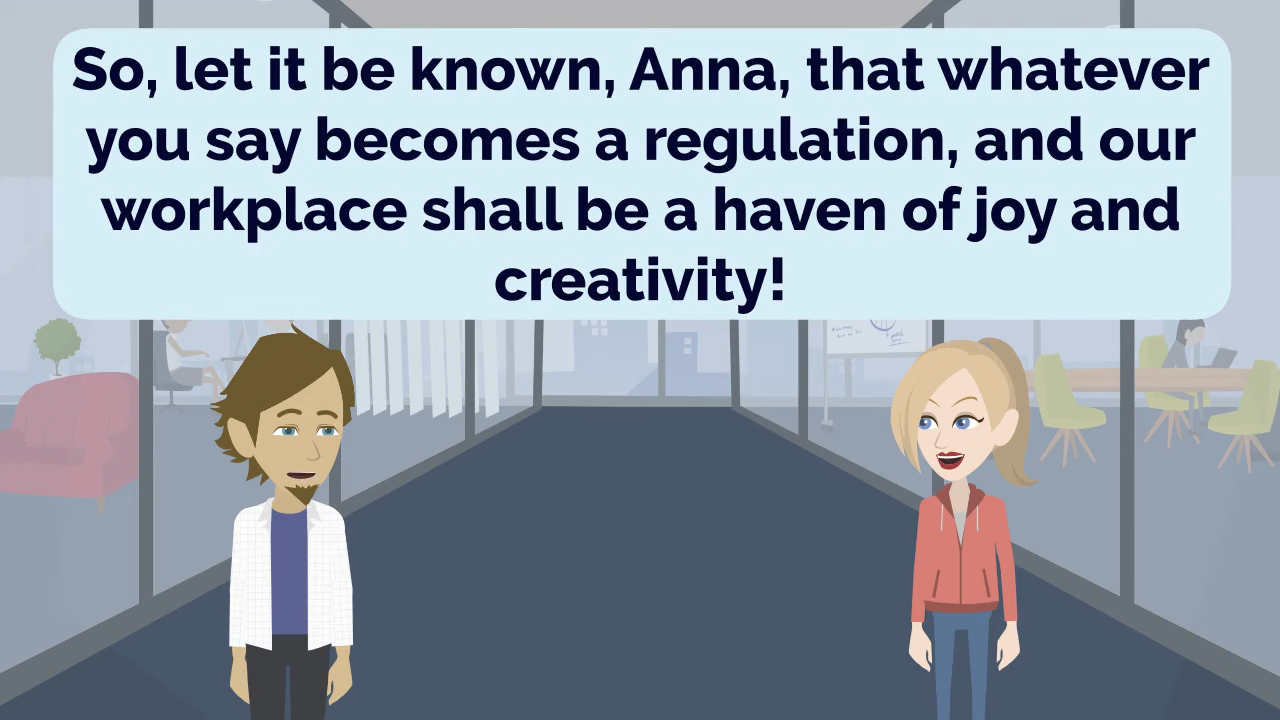 So, let it be known, Anna, that whatever
you say becomes a regulation, and our
workplace shall be a haven of joy and
creativity!